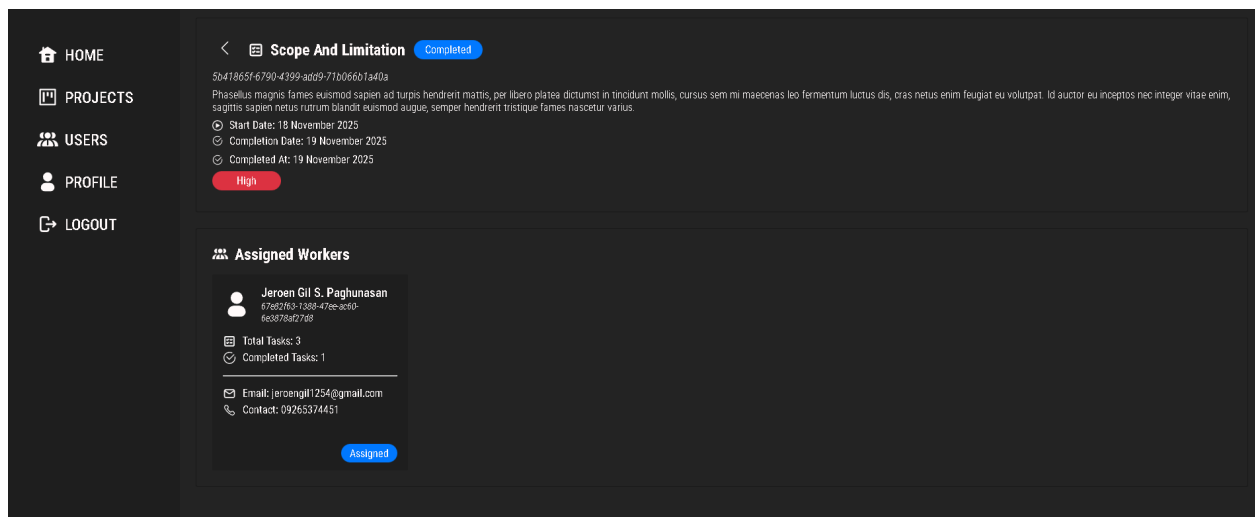 HOME
PROJECTS
USERS
PROFILE
LOGOUT
Scope And Limitation Completed
5b41865f-6790-4399-add9-71b066b1a40a
Phasellus magnis fames euismod sapien ad turpis hendrerit mattis, per libero platea dictumst in tincidunt mollis, cursus sem mi maecenas leo fermentum luctus dis, cras netus enim feugiat eu volutpat. Id auctor eu inceptos nec integer vitae enim,
sagittis sapien netus rutrum blandit euismod augue, semper hendrerit tristique fames nascetur varius.
Start Date: 18 November 2025
Completion Date: 19 November 2025
Completed At: 19 November 2025
High
Assigned Workers
Jeroen Gil S. Paghunasan
67e82f63-1388-47ee-ac60-
6e3878af27d8
Total Tasks: 3
Completed Tasks: 1
Email: jeroengil1254@gmail.com
Contact: 09265374451
Assigned